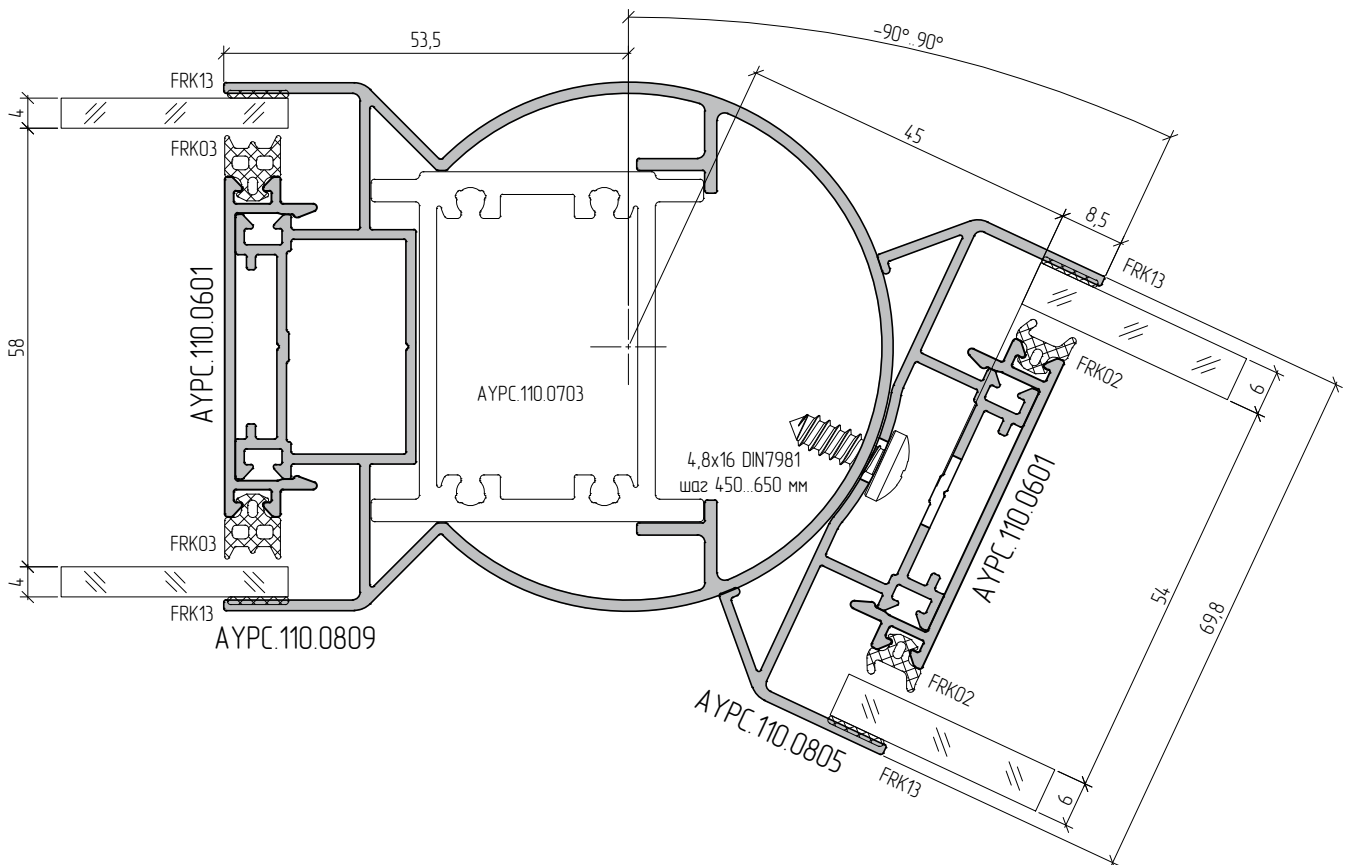 53,5
-90°..90°
FRK13
4
FRK03
45
8,5
FRK13
AYPC.110.0601
58
AYPC.110.0703
FRK02
6
4,8x16 DIN7981
шаг 450...650 мм
AYPC.110.0601
FRK03
4
FRK13
AYPC.110.0809
54
69,8
FRK02
AYPC.110.0805
FRK13
6